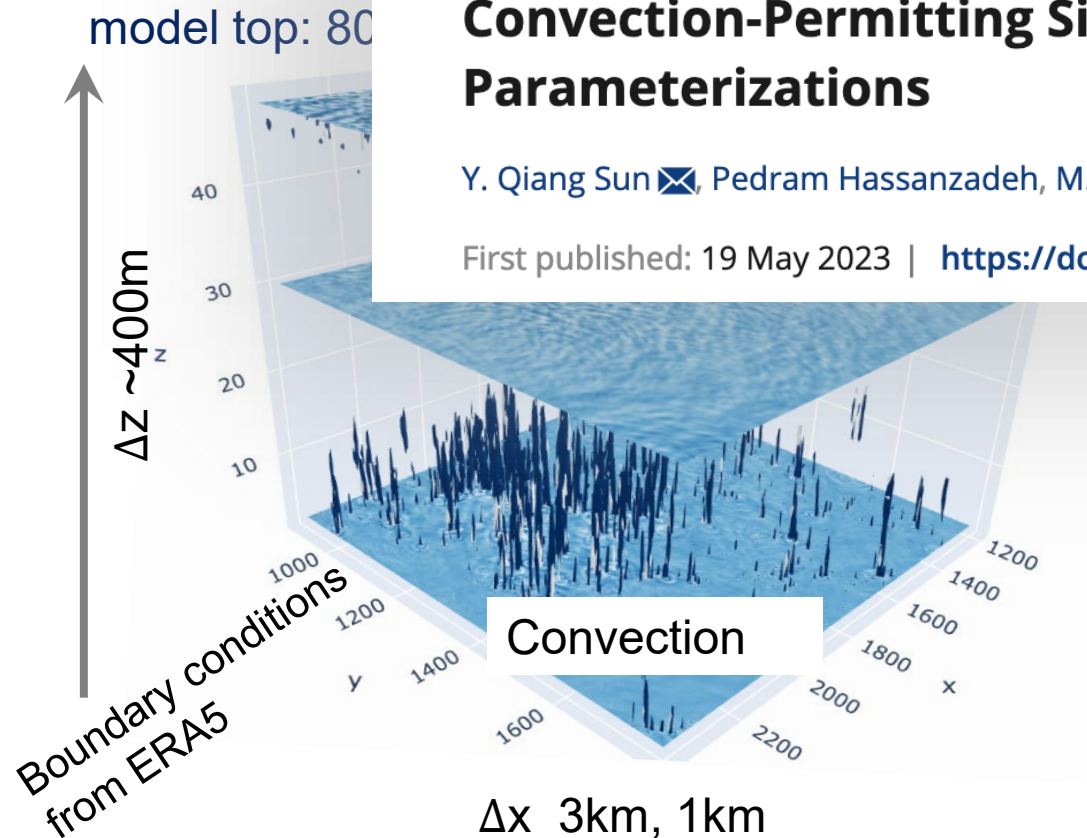 model top: 80
Convection-Permitting Si
Parameterizations
Y. Qiang Sun ✉, Pedram Hassanzadeh, M.
First published: 19 May 2023 | https://do
40
30
20
10
z
Δz ~400m
1000
1200
1400
1600
y
1200
1400
1600
1800
2000
2200
x
Convection
Boundary conditions
from ERA5
Δx 3km, 1km